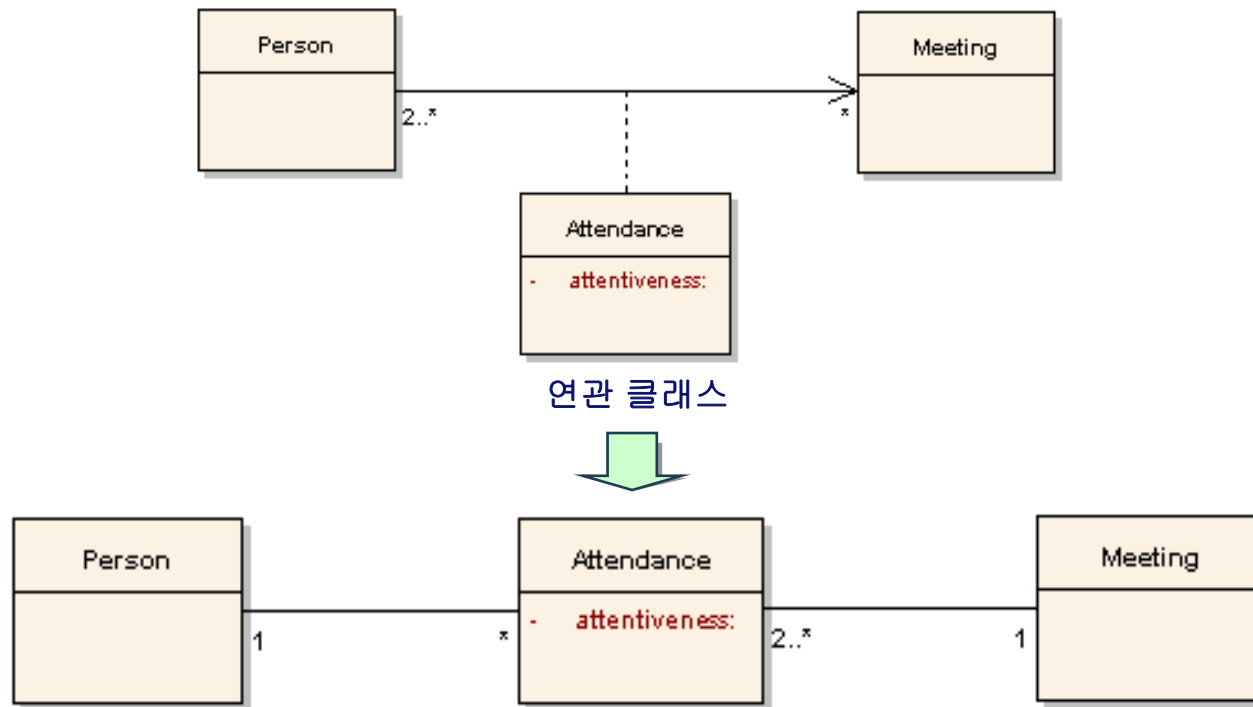 Person
Meeting
2..*
*
Attendance
- attentiveness:
연관 클래스
Person
Attendance
Meeting
- attentiveness:
1
*
2..*
1